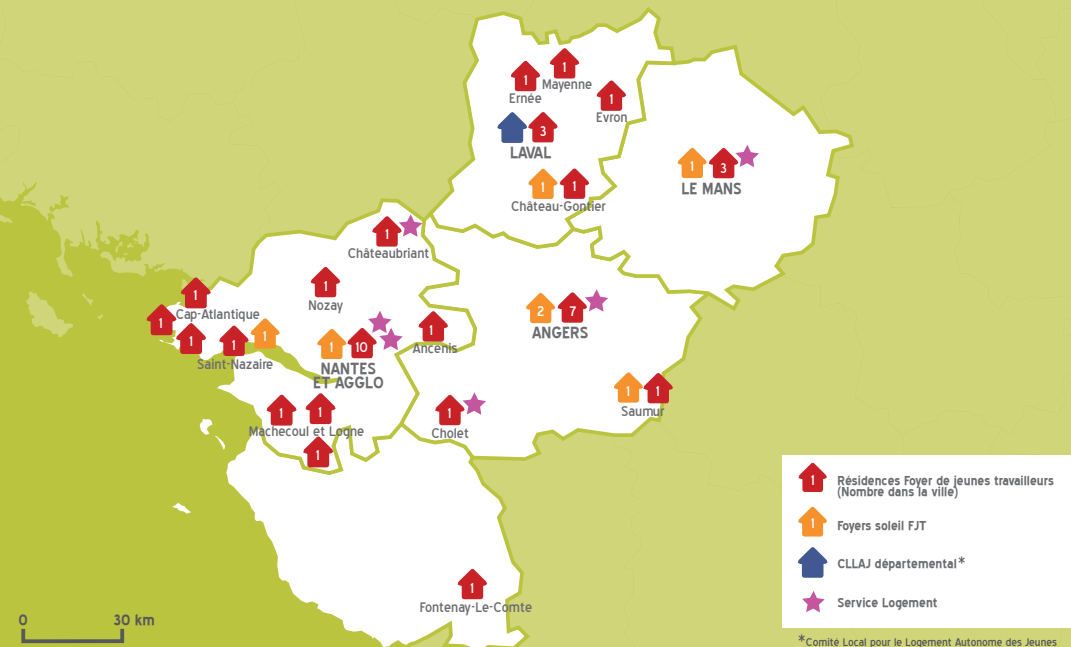 1
1
Mayenne
Ernée
1
Evron
3
LAVAL
1
3
LE MANS
1
1
Château-Gontier
1
Châteaubriant
1
Nozay
1
Cap-Atlantique
1
1
1
1
Saint-Nazaire
1
10
NANTES
ET AGGLO
1
Ancenis
2
7
ANGERS
1
1
Saumur
1
Cholet
1
1
Machecoul et Logne
1
1
Fontenay-Le-Comte
0
30 km
1
Résidences Foyer de jeunes travailleurs
(Nombre dans la ville)
1
Foyers soleil FJT
CLLAJ départemental*
Service Logement
*Comité Local pour le Logement Autonome des Jeunes